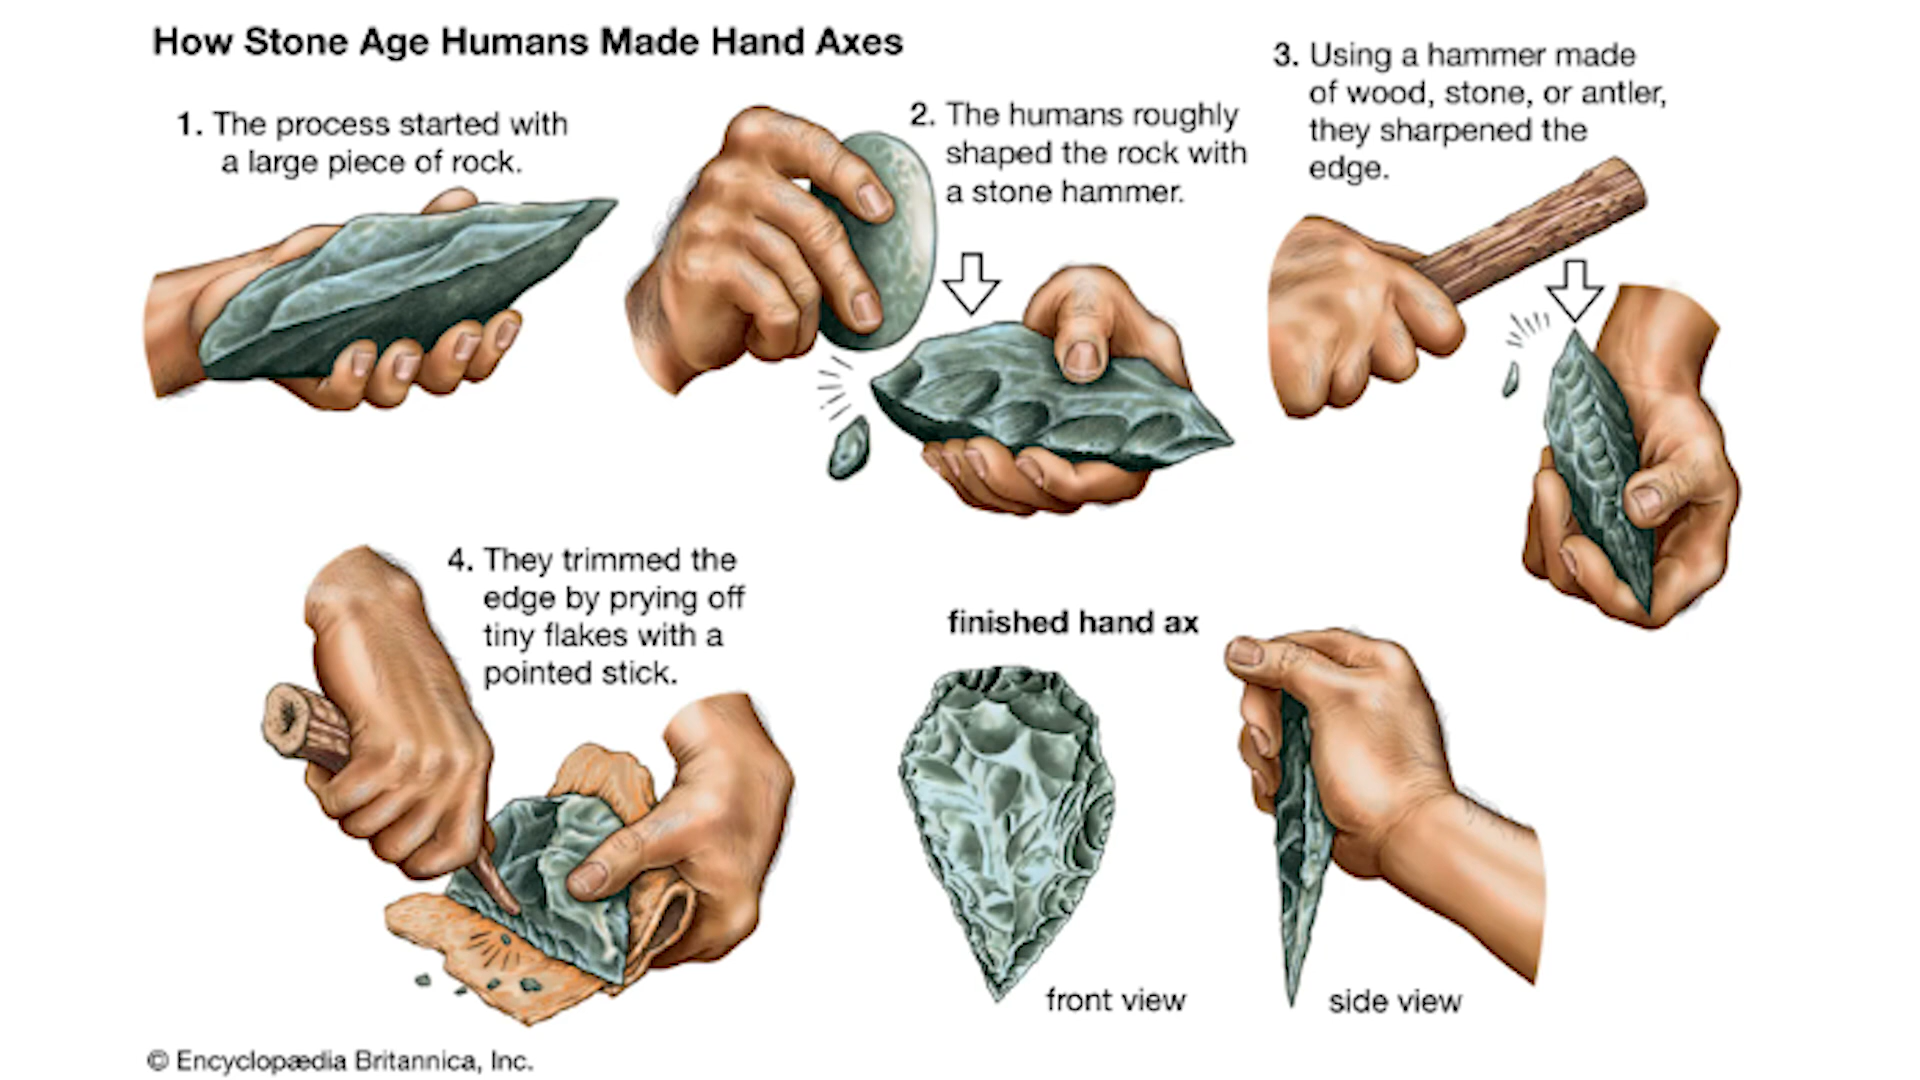 How Stone Age Humans Made Hand Axes
1. The process started with
a large piece of rock.
2. The humans roughly
shaped the rock with
a stone hammer.
3. Using a hammer made
of wood, stone, or antler,
they sharpened the
edge.
4. They trimmed the
edge by prying off
tiny flakes with a
pointed stick.
finished hand ax
front view
side view
© Encyclopædia Britannica, Inc.